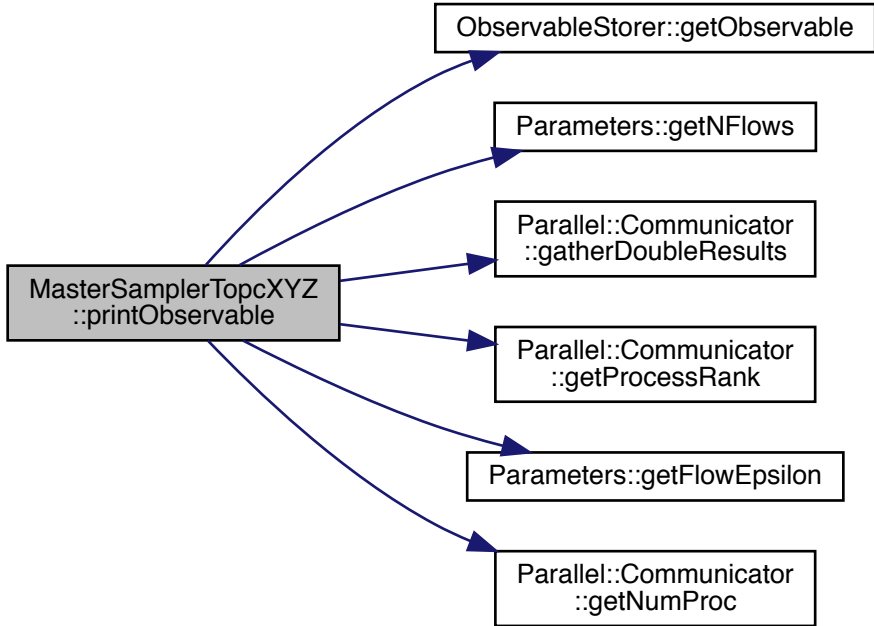 ObservableStorer::getObservable
Parameters::getNFlows
Parallel::Communicator
::gatherDoubleResults
MasterSamplerTopcXYZ
::printObservable
Parallel::Communicator
::getProcessRank
Parameters::getFlowEpsilon
Parallel::Communicator
::getNumProc